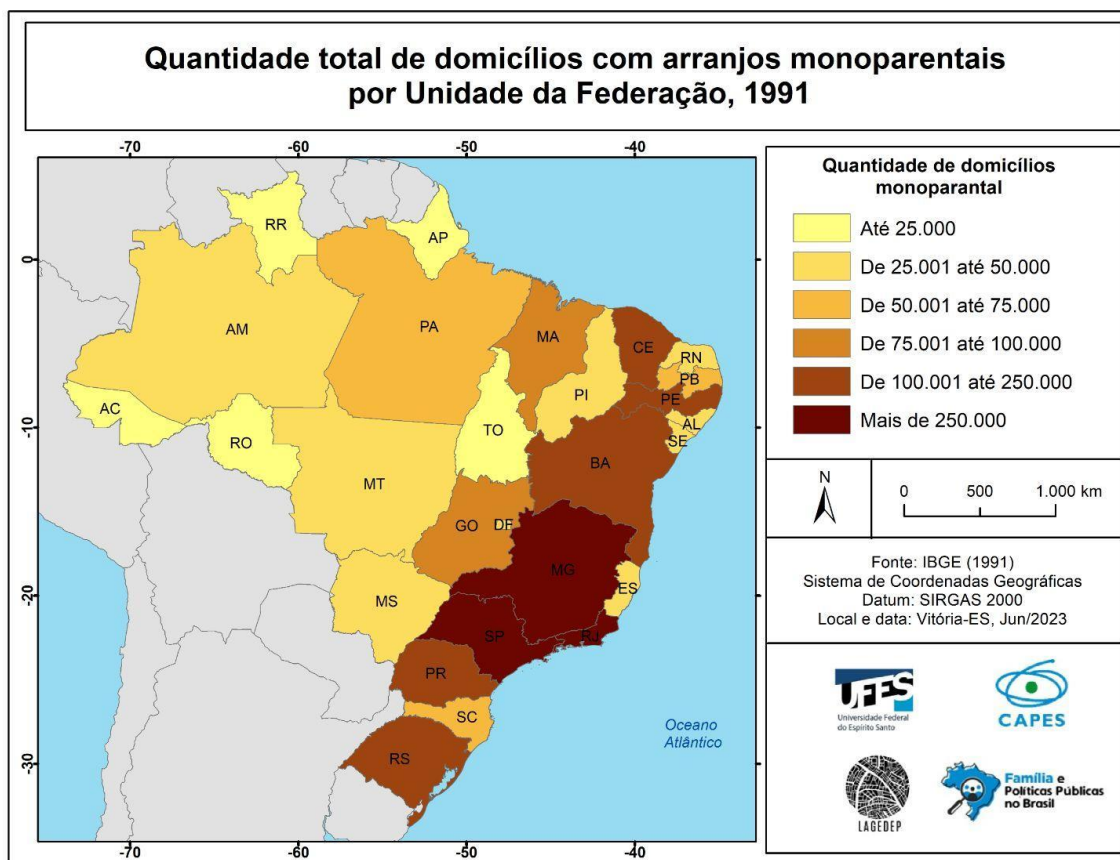 Quantidade total de domicílios com arranjos monoparentais
por Unidade da Federação, 1991
-70
-60
-50
-40
0
-10
-20
-30
RR
AP
AM
PA
MA
CE
RN
PB
PE
PI
AL
SE
AC
RO
TO
BA
MT
GO
DF
MG
ES
MS
SP
RJ
PR
SC
RS
Oceano
Atlântico
-70
-60
-50
-40
Quantidade de domicílios
monoparantal
Até 25.000
De 25.001 até 50.000
De 50.001 até 75.000
De 75.001 até 100.000
De 100.001 até 250.000
Mais de 250.000
N
0 500 1.000 km
Fonte: IBGE (1991)
Sistema de Coordenadas Geográficas
Datum: SIRGAS 2000
Local e data: Vitória-ES, Jun/2023
UFES
Universidade Federal
do Espírito Santo
CAPES
LAGEDEP
Família e
Políticas Públicas
no Brasil